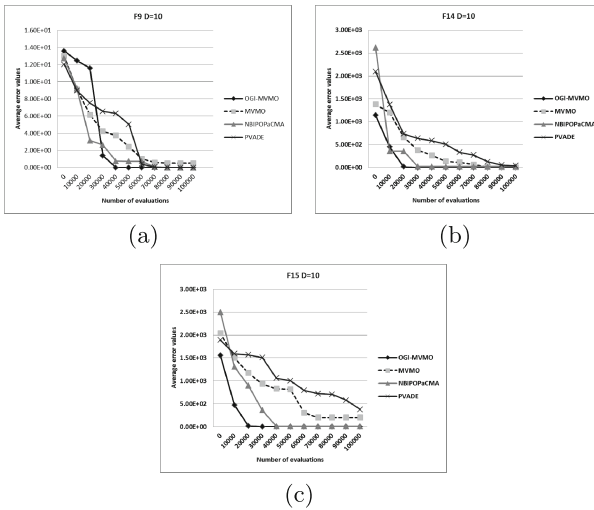 F9 D=10
Average error values
1.60E+01
1.40E+01
1.20E+01
1.00E+01
8.00E+00
6.00E+00
4.00E+00
2.00E+00
0.00E+00
0
10000
20000
30000
40000
50000
60000
70000
80000
90000
100000
Number of evaluations
OGI-MVMO
MVMO
NBIPOPaCMA
PVADE
(a)
F14 D=10
Average error values
3.00E+03
2.50E+03
2.00E+03
1.50E+03
1.00E+03
5.00E+02
0.00E+00
0
10000
20000
30000
40000
50000
60000
70000
80000
90000
100000
Number of evaluations
OGI-MVMO
MVMO
NBIPOPaCMA
PVADE
(b)
F15 D=10
Average error values
3.00E+03
2.50E+03
2.00E+03
1.50E+03
1.00E+03
5.00E+02
0.00E+00
0
10000
20000
30000
40000
50000
60000
70000
80000
90000
100000
Number of evaluations
OGI-MVMO
MVMO
NBIPOPaCMA
PVADE
(c)